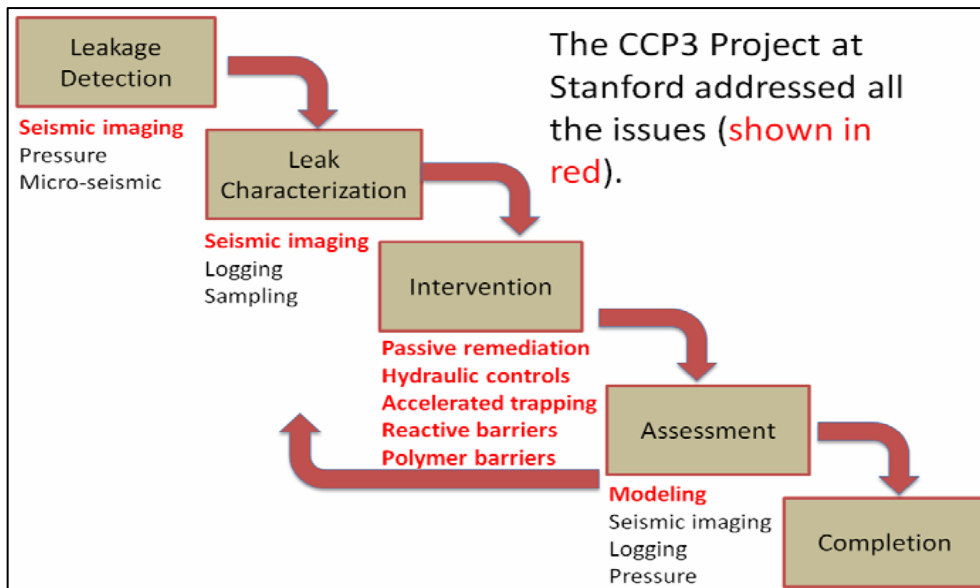 Leakage
Detection
The CCP3 Project at
Stanford addressed all
the issues (shown in
red).
Seismic imaging
Pressure
Micro-seismic
Leak
Characterization
Seismic imaging
Logging
Sampling
Intervention
Passive remediation
Hydraulic controls
Accelerated trapping
Reactive barriers
Polymer barriers
Assessment
Modeling
Seismic imaging
Logging
Pressure
Completion